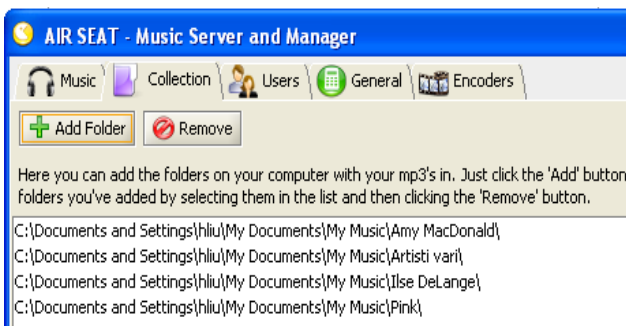 AIR SEAT - Music Server and Manager
Music Collection Users General Encoders
Add Folder Remove
Here you can add the folders on your computer with your mp3's in. Just click the 'Add' button
folders you've added by selecting them in the list and then clicking the 'Remove' button.
C:\Documents and Settings\hliu\My Documents\My Music\Amy MacDonald\
C:\Documents and Settings\hliu\My Documents\My Music\Artisti vari\
C:\Documents and Settings\hliu\My Documents\My Music\Ilse DeLange\
C:\Documents and Settings\hliu\My Documents\My Music\Pink\